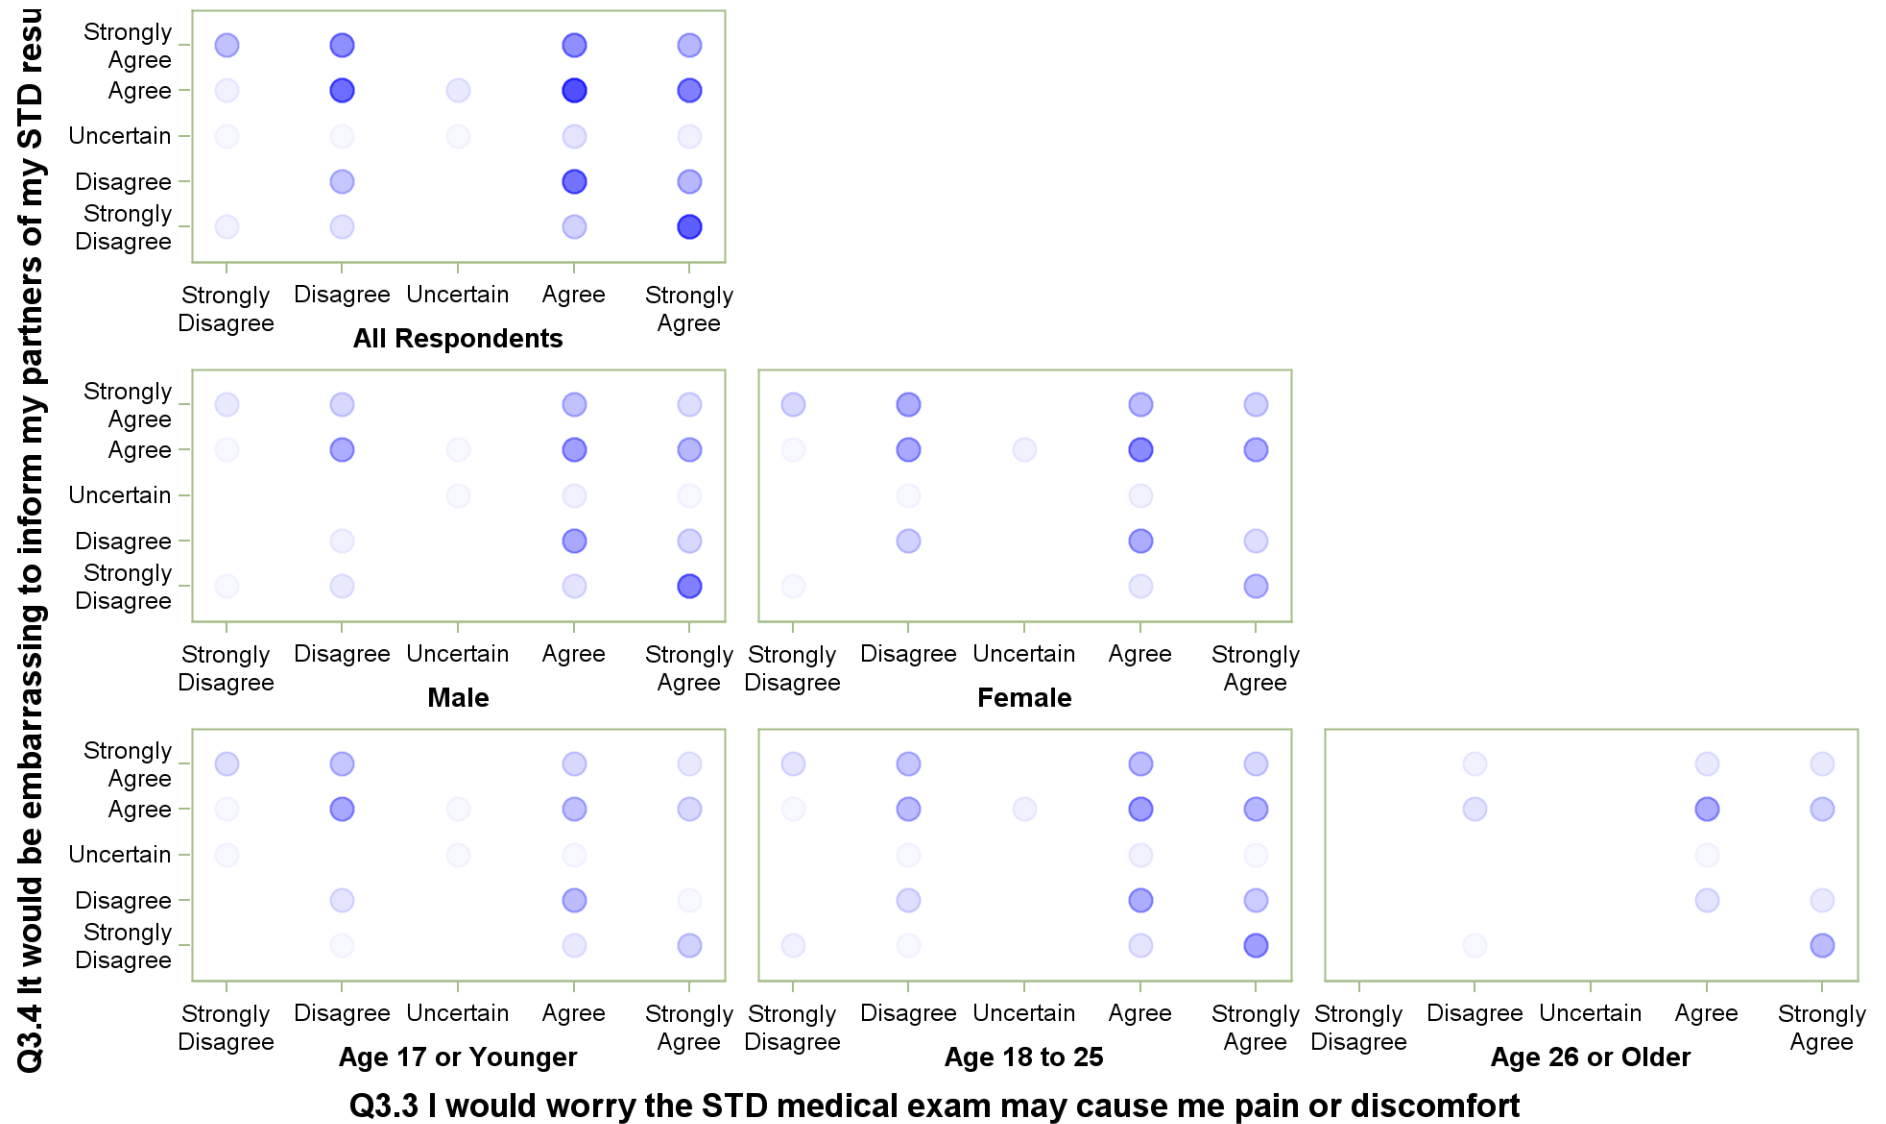 Q3.4 It would be embarrassing to inform my partners of my STD
Strongly
Agree
Agree
Uncertain
Disagree
Strongly
Disagree
Strongly Disagree Uncertain Agree Strongly
Disagree Agree
All Respondents
Strongly
Agree
Agree
Uncertain
Disagree
Strongly
Disagree
Strongly Disagree Uncertain Agree Strongly Strongly Disagree Uncertain Agree Strongly
Disagree Agree Disagree Agree
Male Female
Strongly
Agree
Agree
Uncertain
Disagree
Strongly
Disagree
Strongly Disagree Uncertain Agree Strongly Strongly Disagree Uncertain Agree Strongly Strongly Disagree Uncertain Agree Strongly
Disagree Agree Disagree Agree Disagree Agree
Age 17 or Younger Age 18 to 25 Age 26 or Older
Q3.3 I would worry the STD medical exam may cause me pain or discomfort